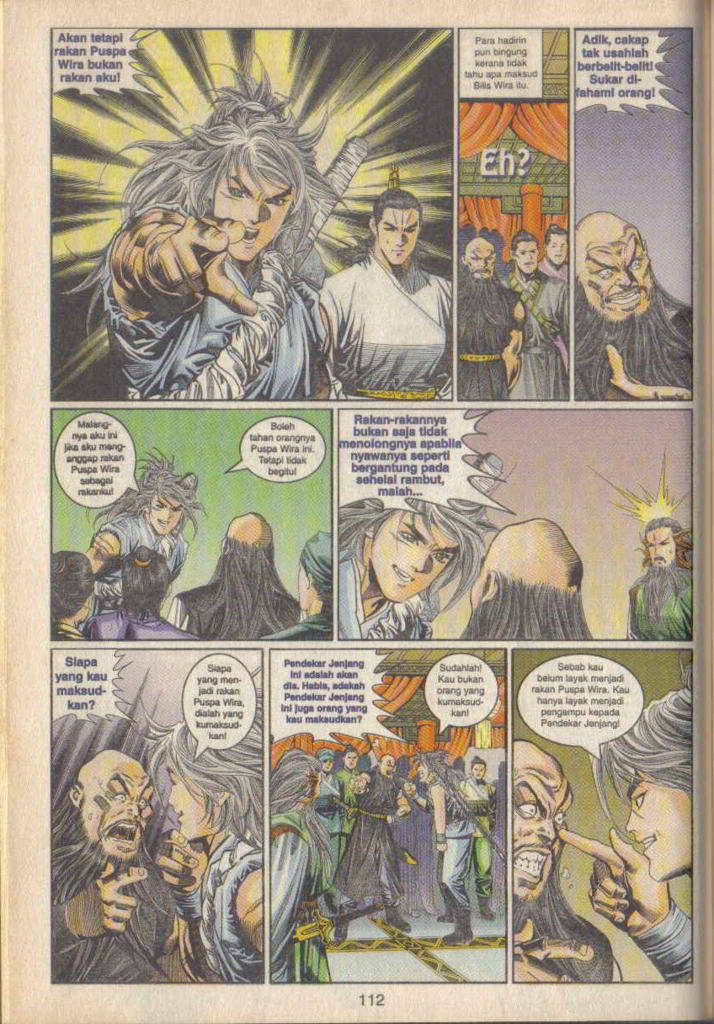 Akan tetapi
rakan Puspa
Wira bukan
rakan aku!
Para hadirin
pun bingung
kerana tidak
tahu apa maksud
Bilis Wira itu.
Eh?
Adik, cakap
tak usahlah
berbelit-belit!
Sukar di-
fahami orang!
Malang-
nya aku ini
jika aku meng-
anggap rakan
Puspa Wira
sebagai
rakanku!
Boleh
tahan orangnya
Puspa Wira ini.
Tetapi tidak
begitu!
Rakan-rakannya
bukan saja tidak
menolongnya apabila
nyawanya seperti
bergantung pada
sehelai rambut,
malah...
Siapa
yang kau
maksud-
kan?
Siapa
yang men-
jadi rakan
Puspa Wira,
dialah yang
kumaksud-
kan!
Pendekar Jenjang
ini adalah akan
dia. Habis, adakah
Pendekar Jenjang
ini juga orang yang
kau maksudkan?
Sudahlah!
Kau bukan
orang yang
kumaksud-
kan!
Sebab kau
belum layak menjadi
rakan Puspa Wira. Kau
hanya layak menjadi
pengampu kepada
Pendekar Jenjang!
112